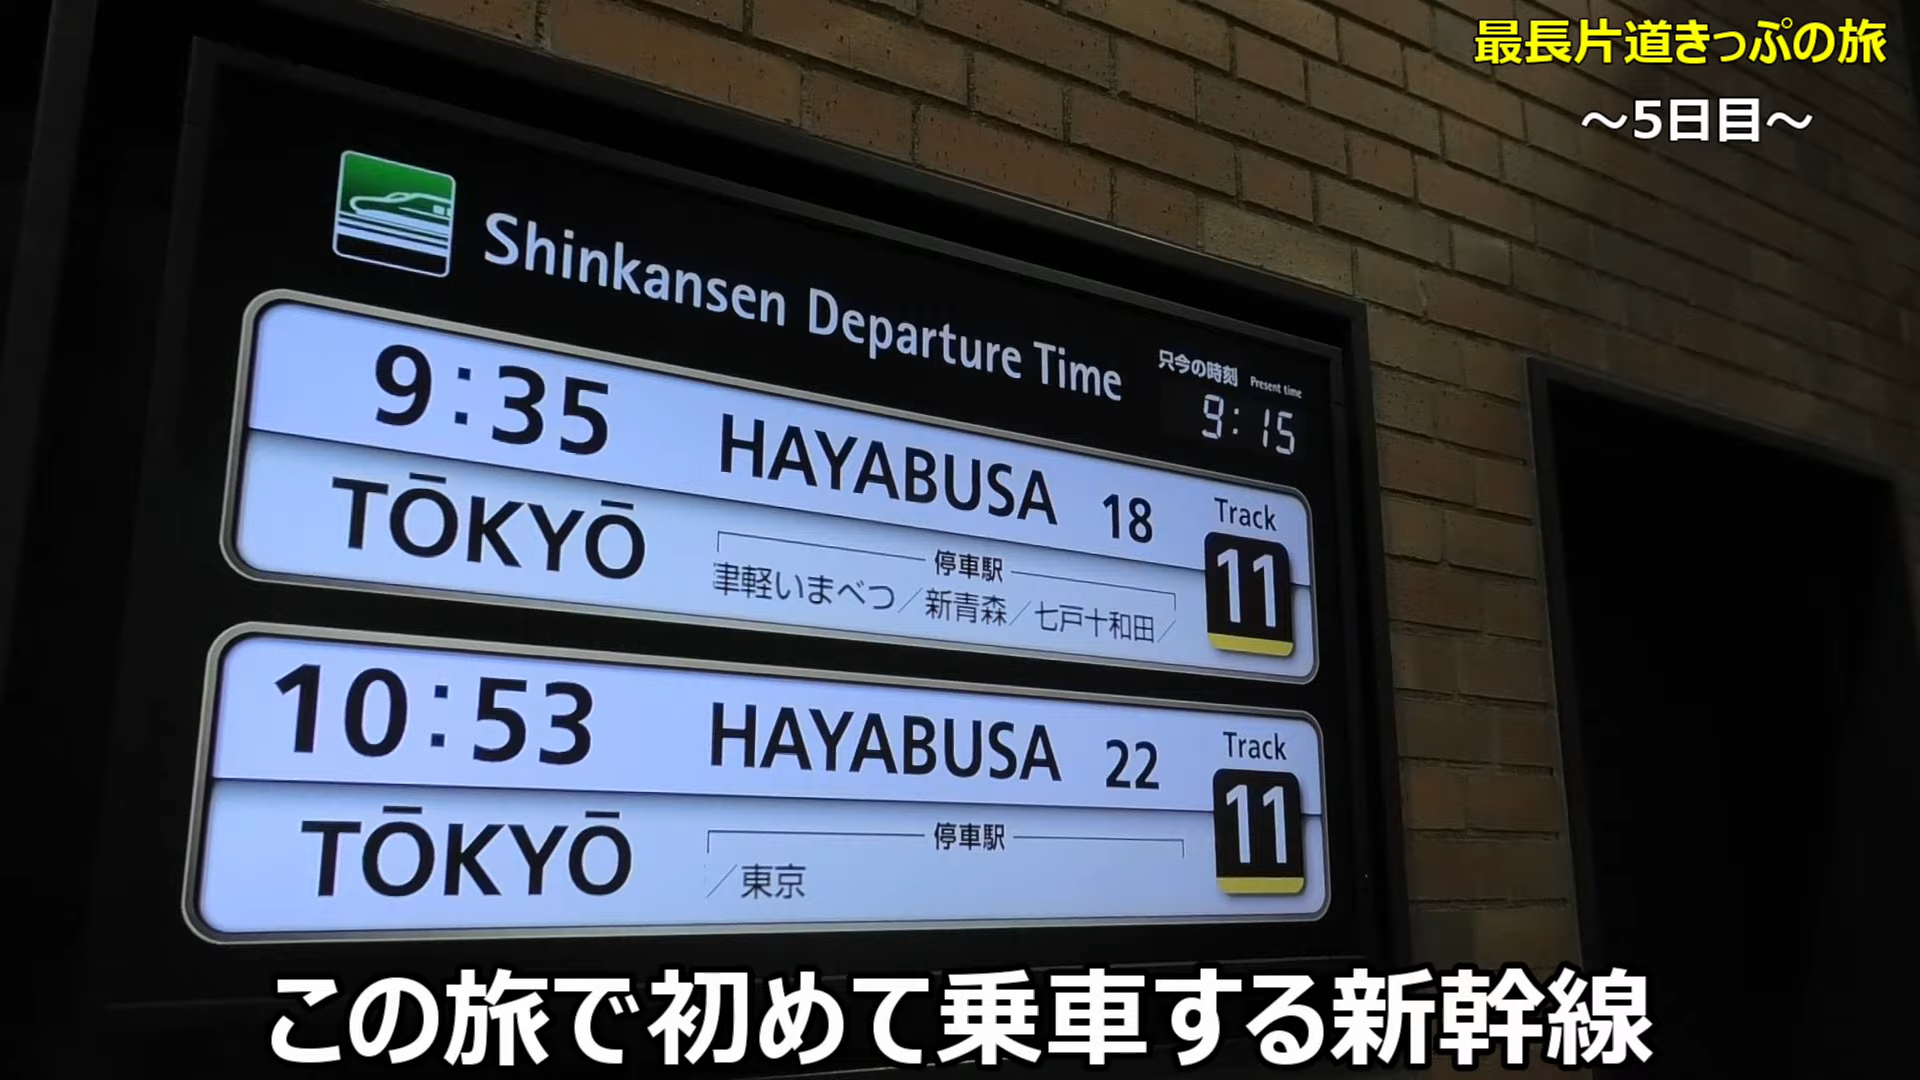 最長片道きっぷの旅
～5日目～
Shinkansen Departure Time
只今の時刻 Present time
9:15
9:35 HAYABUSA 18 Track
11
TŌKYŌ
停車駅
津軽いまべつ／新青森／七戸十和田／
10:53 HAYABUSA 22 Track
11
TŌKYŌ
停車駅
／東京
この旅で初めて乗車する新幹線